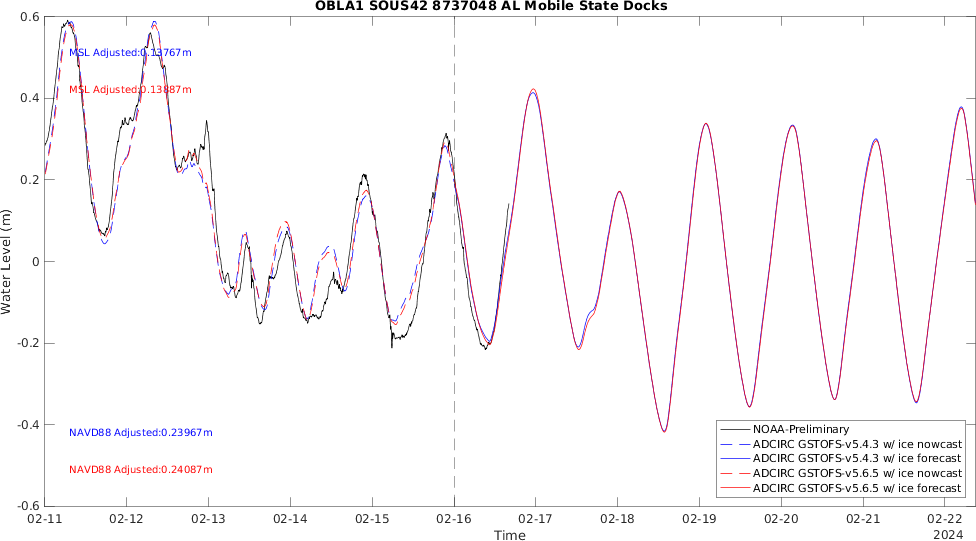 OBLA1 SOUS42 8737048 AL Mobile State Docks
0.6
0.4
0.2
0
-0.2
-0.4
-0.6
Water Level (m)
MSL Adjusted:0.13767m
MSL Adjusted:0.13887m
NAVD88 Adjusted:0.23967m
NAVD88 Adjusted:0.24087m
NOAA-Preliminary
ADCIRC GSTOFS-v5.4.3 w/ ice nowcast
ADCIRC GSTOFS-v5.4.3 w/ ice forecast
ADCIRC GSTOFS-v5.6.5 w/ ice nowcast
ADCIRC GSTOFS-v5.6.5 w/ ice forecast
02-11 02-12 02-13 02-14 02-15 02-16 02-17 02-18 02-19 02-20 02-21 02-22
Time
2024